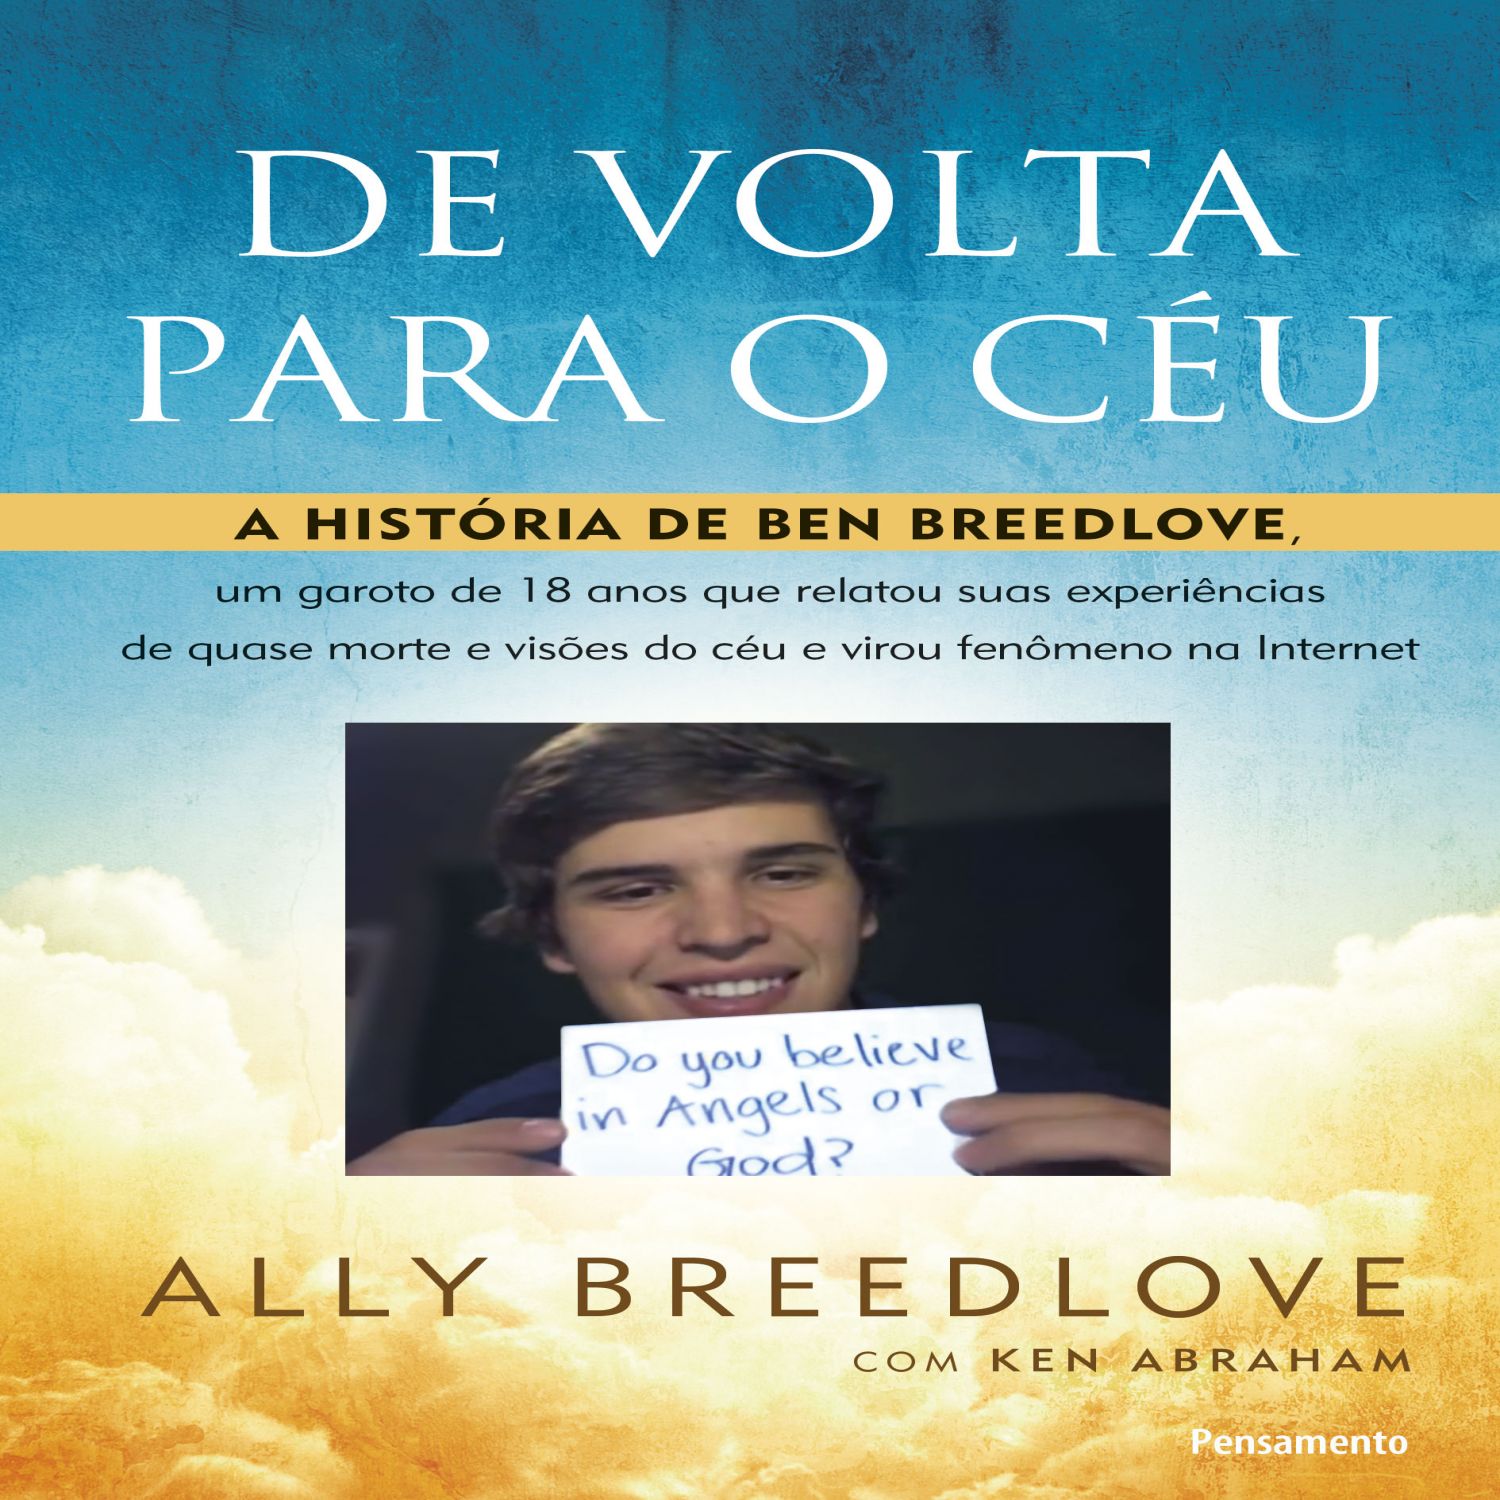 DE VOLTA
PARA O CÉU
A HISTÓRIA DE BEN BREEDLOVE,
um garoto de 18 anos que relatou suas experiências
de quase morte e visões do céu e virou fenômeno na Internet
Do you believe
in Angels or
God?
ALLY BREEDLOVE
COM KEN ABRAHAM
Pensamento